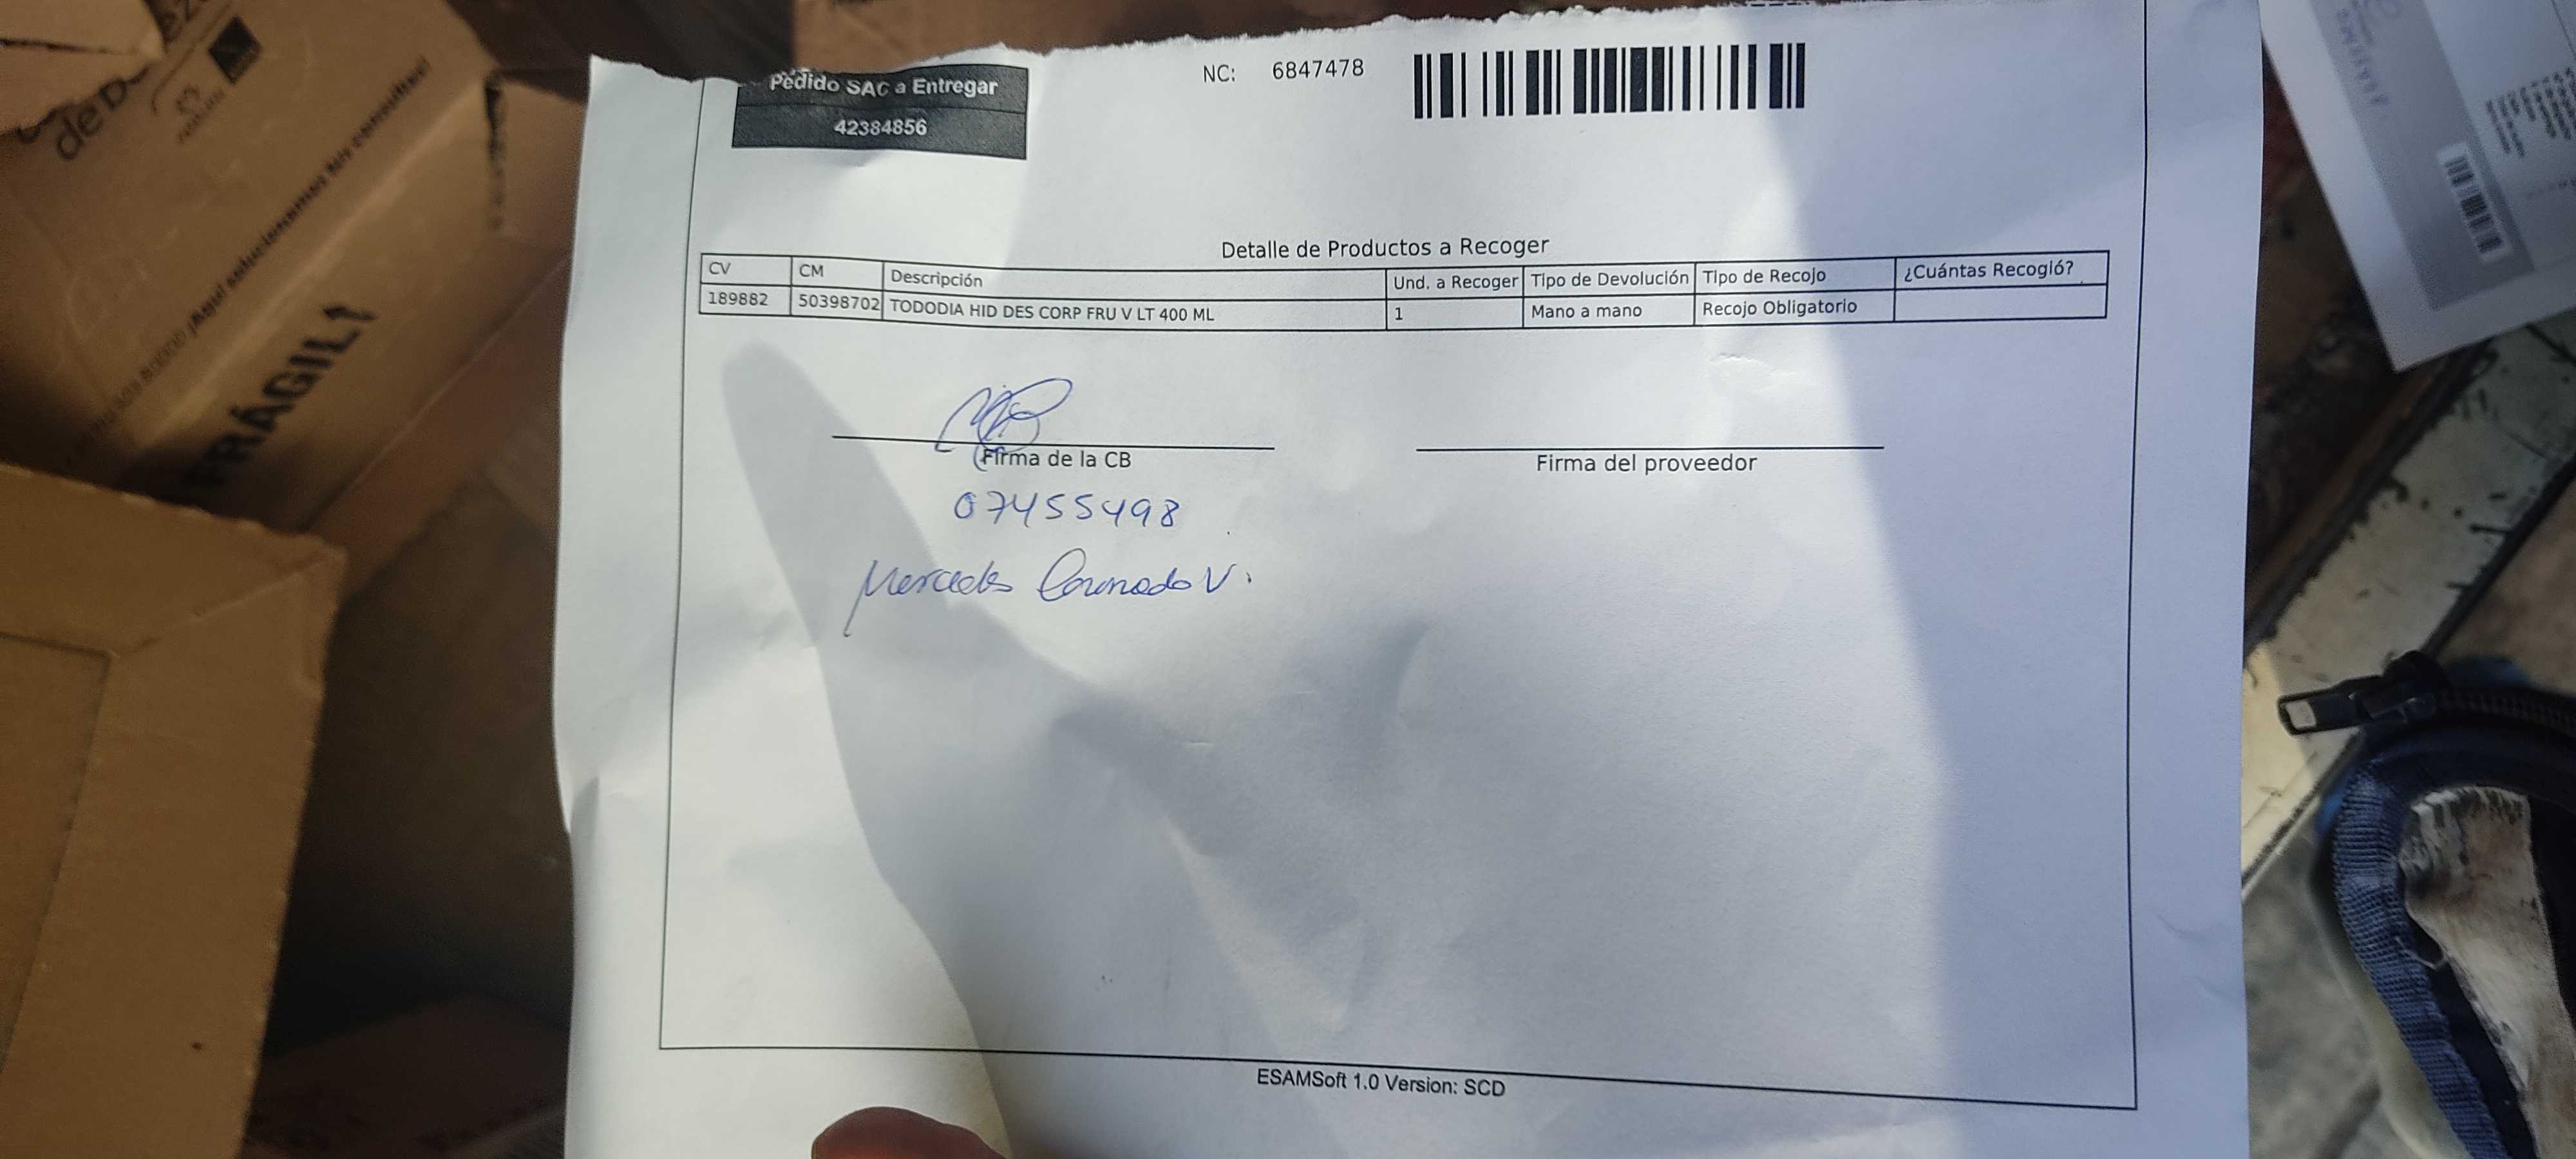 Pedido SAC a Entregar
42384856
NC: 6847478
Detalle de Productos a Recoger
CV CM Descripción Und. a Recoger Tipo de Devolución Tipo de Recojo ¿Cuántas Recogió?
189882 50398702 TODODIA HID DES CORP FRU V LT 400 ML 1 Mano a mano Recojo Obligatorio
Firma de la CB
Firma del proveedor
07455498
Mercedes Coronado V.
ESAMSoft 1.0 Version: SCD
FRÁGIL!